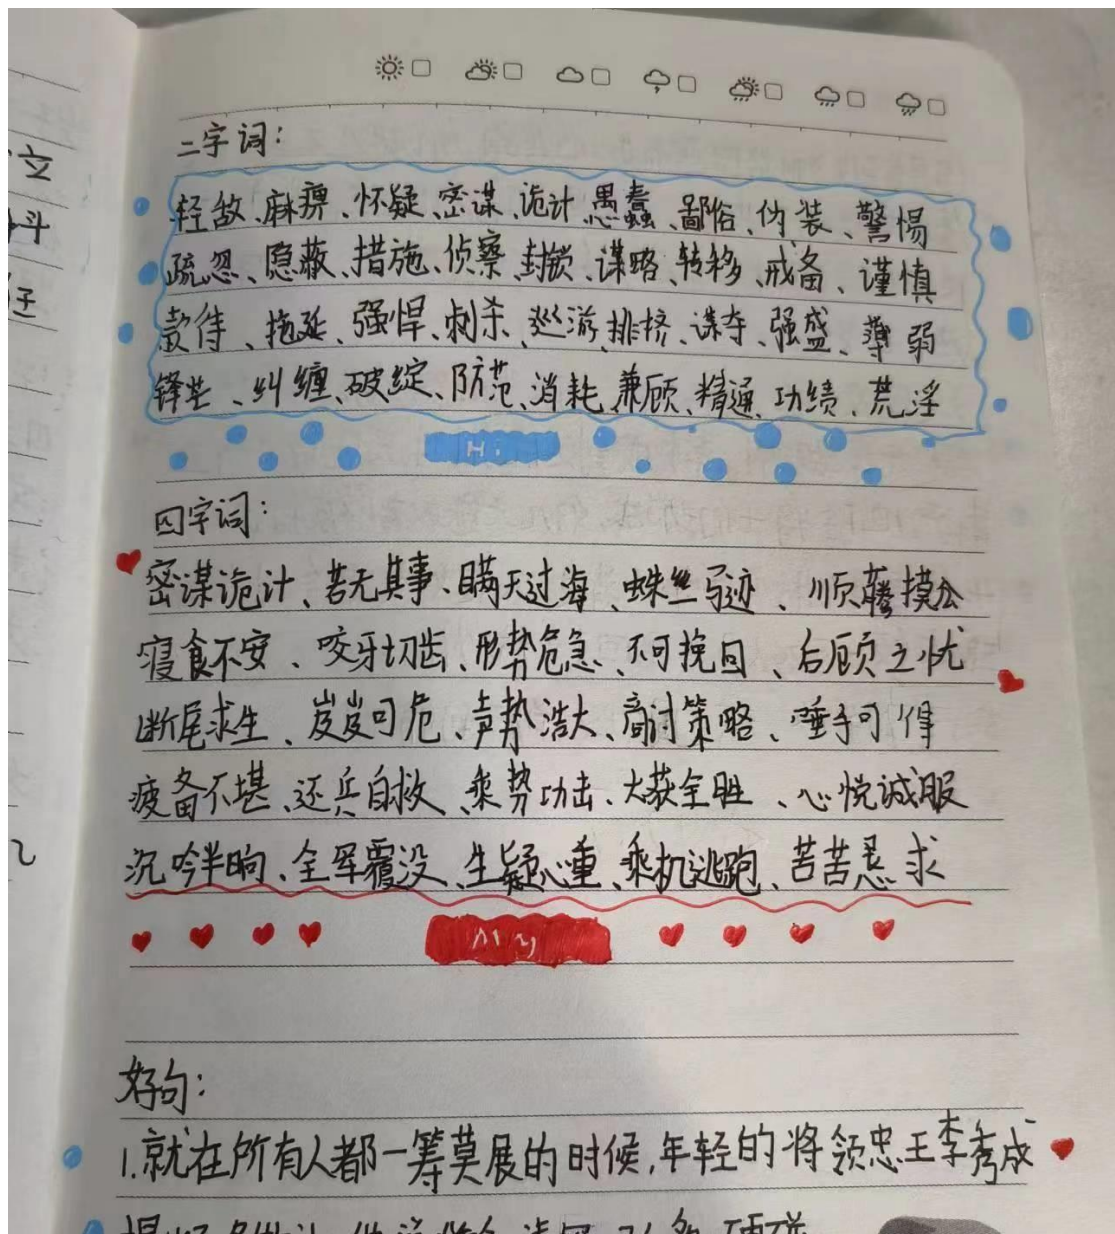 立
斗
二字词：
轻敌、麻痹、怀疑、密谋、诡计、愚蠢、鄙俗、伪装、警惕
疏忽、隐蔽、措施、侦察、封锁、谋略、转移、戒备、谨慎
款待、拖延、强悍、刺杀、巡游、排挤、谋夺、强盛、薄弱
锋芒、纠缠、破绽、防范、消耗、兼顾、精通、功绩、荒淫
Hi
四字词：
密谋诡计、若无其事、瞒天过海、蛛丝马迹、顺藤摸瓜
寝食不安、咬牙切齿、形势危急、不可挽回、后顾之忧
断尾求生、岌岌可危、声势浩大、商讨策略、唾手可得
疲备不堪、还兵自救、乘势功击、大获全胜、心悦诚服
沉吟半晌、全军覆没、生疑心重、乘机逃跑、苦苦恳求
My
好句：
1.就在所有人都一筹莫展的时候，年轻的将领忠王李秀成